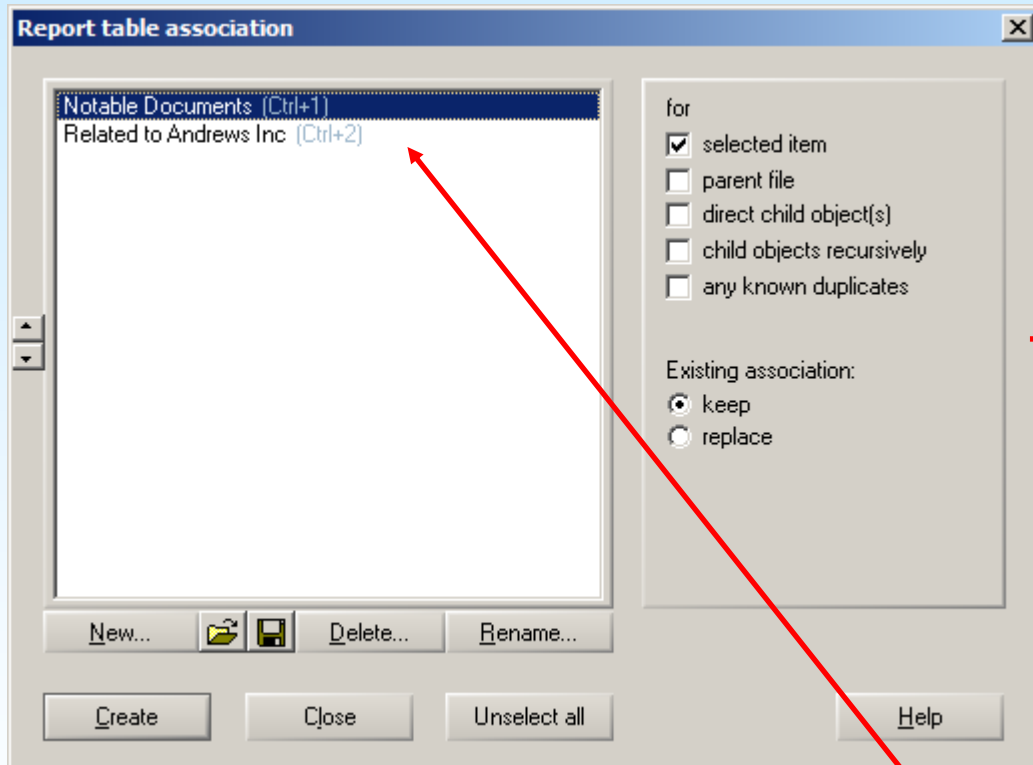 Report table association
Notable Documents (Ctrl+1)
Related to Andrews Inc (Ctrl+2)
for
selected item
parent file
direct child object(s)
child objects recursively
any known duplicates
Existing association:
keep
replace
New...
Delete...
Rename...
Create
Close
Unselect all
Help